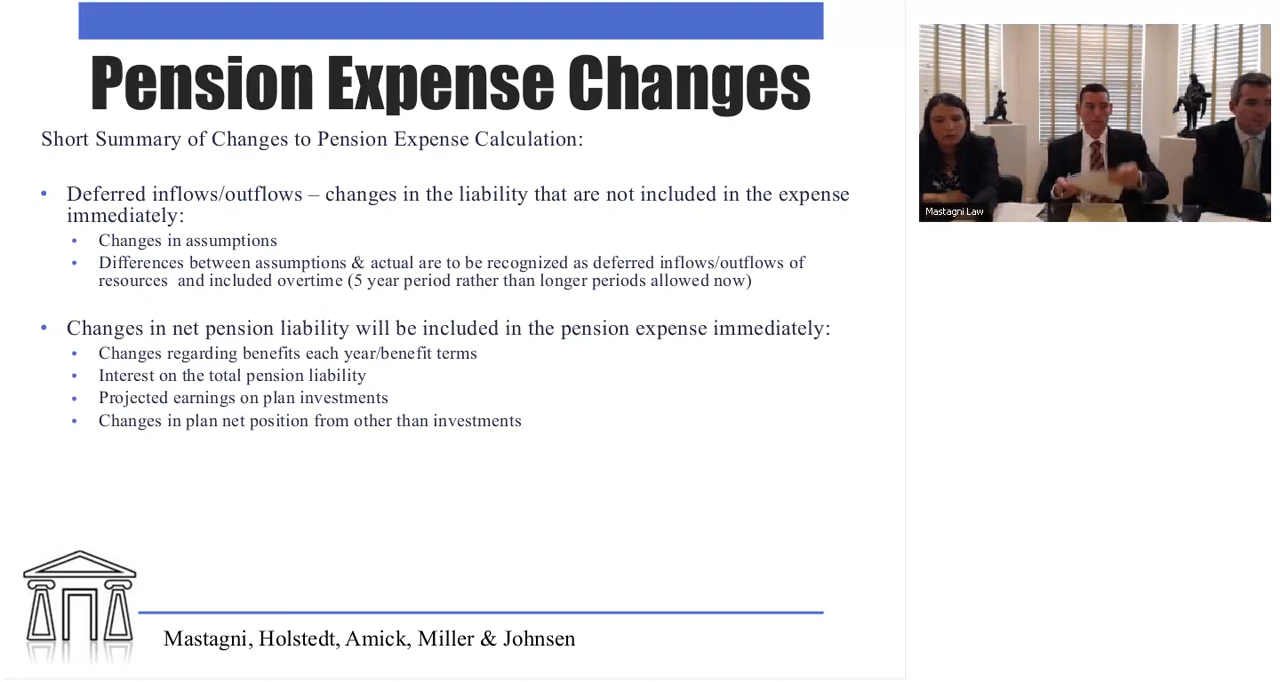 Pension Expense Changes
Short Summary of Changes to Pension Expense Calculation:
• Deferred inflows/outflows – changes in the liability that are not included in the expense
immediately:
• Changes in assumptions
• Differences between assumptions & actual are to be recognized as deferred inflows/outflows of
resources and included overtime (5 year period rather than longer periods allowed now)
• Changes in net pension liability will be included in the pension expense immediately:
• Changes regarding benefits each year/benefit terms
• Interest on the total pension liability
• Projected earnings on plan investments
• Changes in plan net position from other than investments
Mastagni, Holstedt, Amick, Miller & Johnsen
Mastagni Law